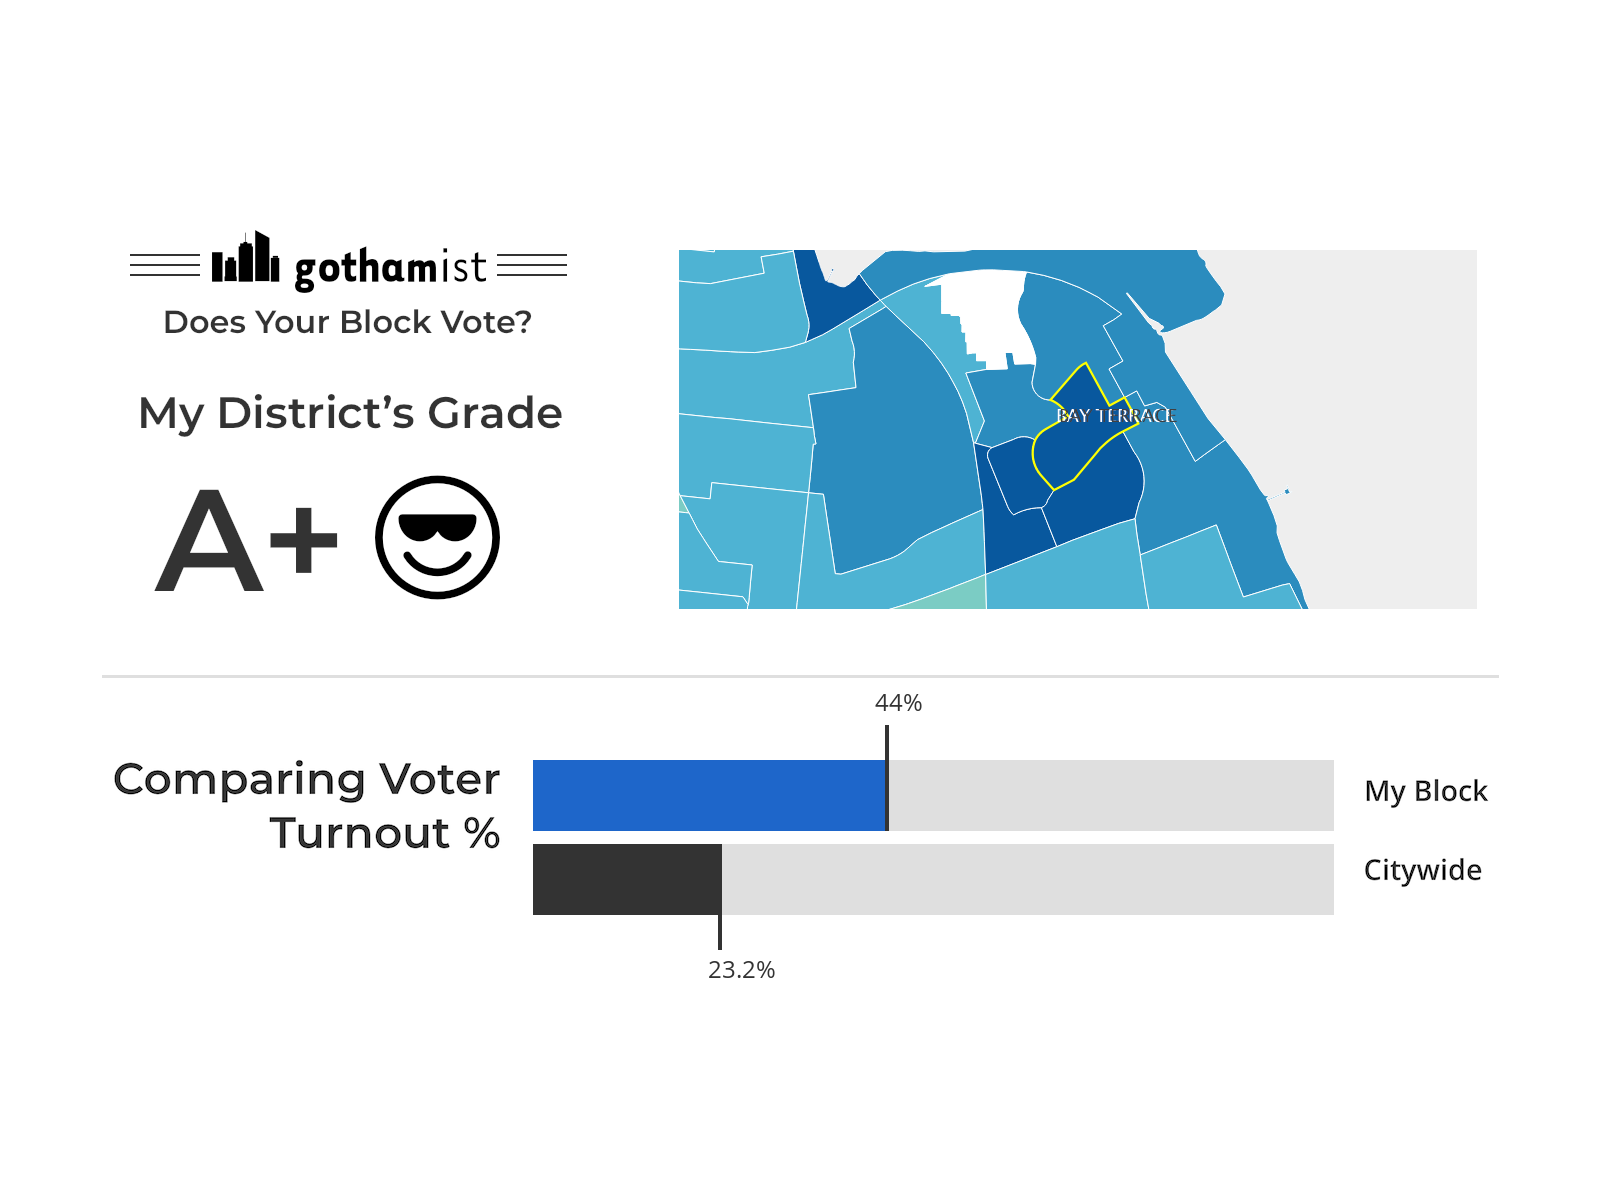 gothamist
Does Your Block Vote?
My District’s Grade
A+
BAY TERRACE
44%
Comparing Voter
Turnout %
My Block
Citywide
23.2%